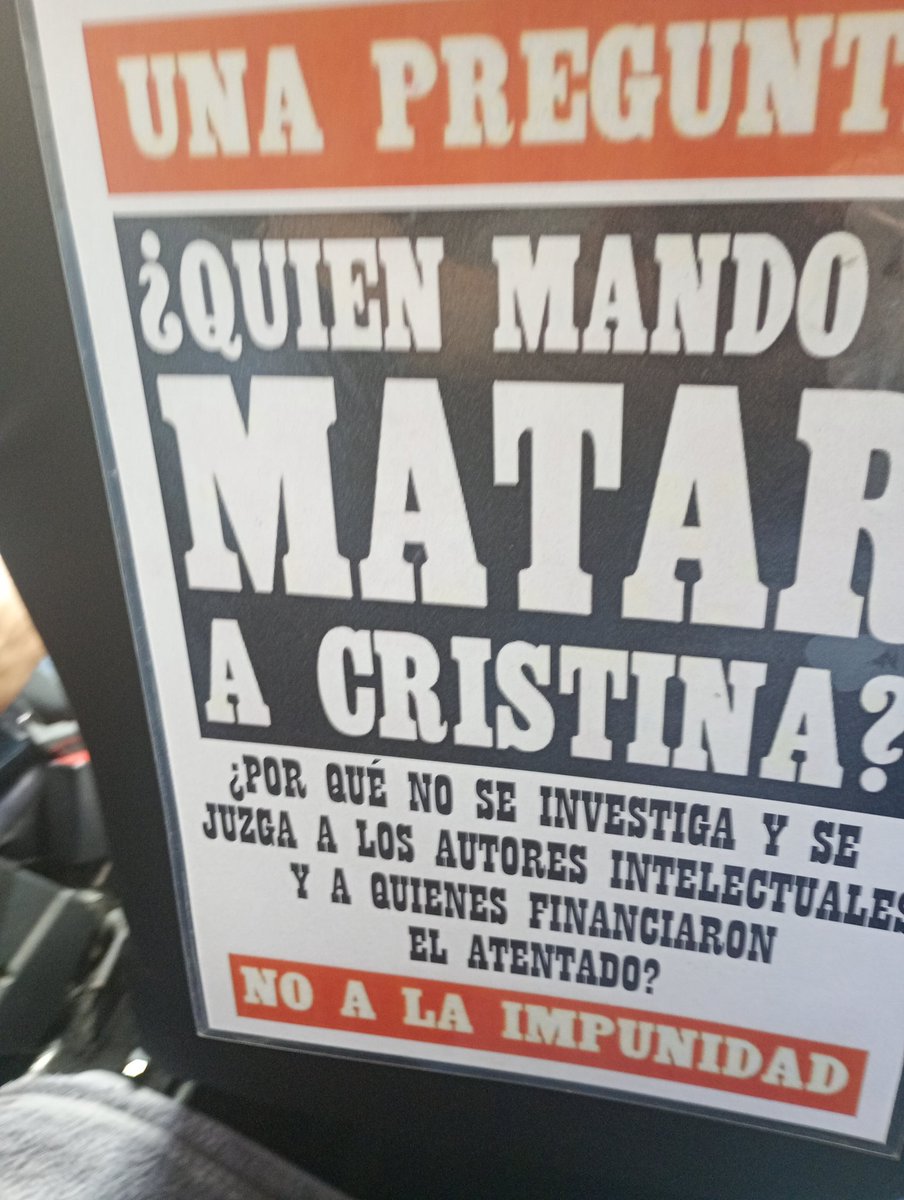 UNA PREGUNT
¿QUIEN MANDO
MATAR
A CRISTINA?
¿POR QUÉ NO SE INVESTIGA Y SE
JUZGA A LOS AUTORES INTELECTUALES
Y A QUIENES FINANCIARON
EL ATENTADO?
NO A LA IMPUNIDAD